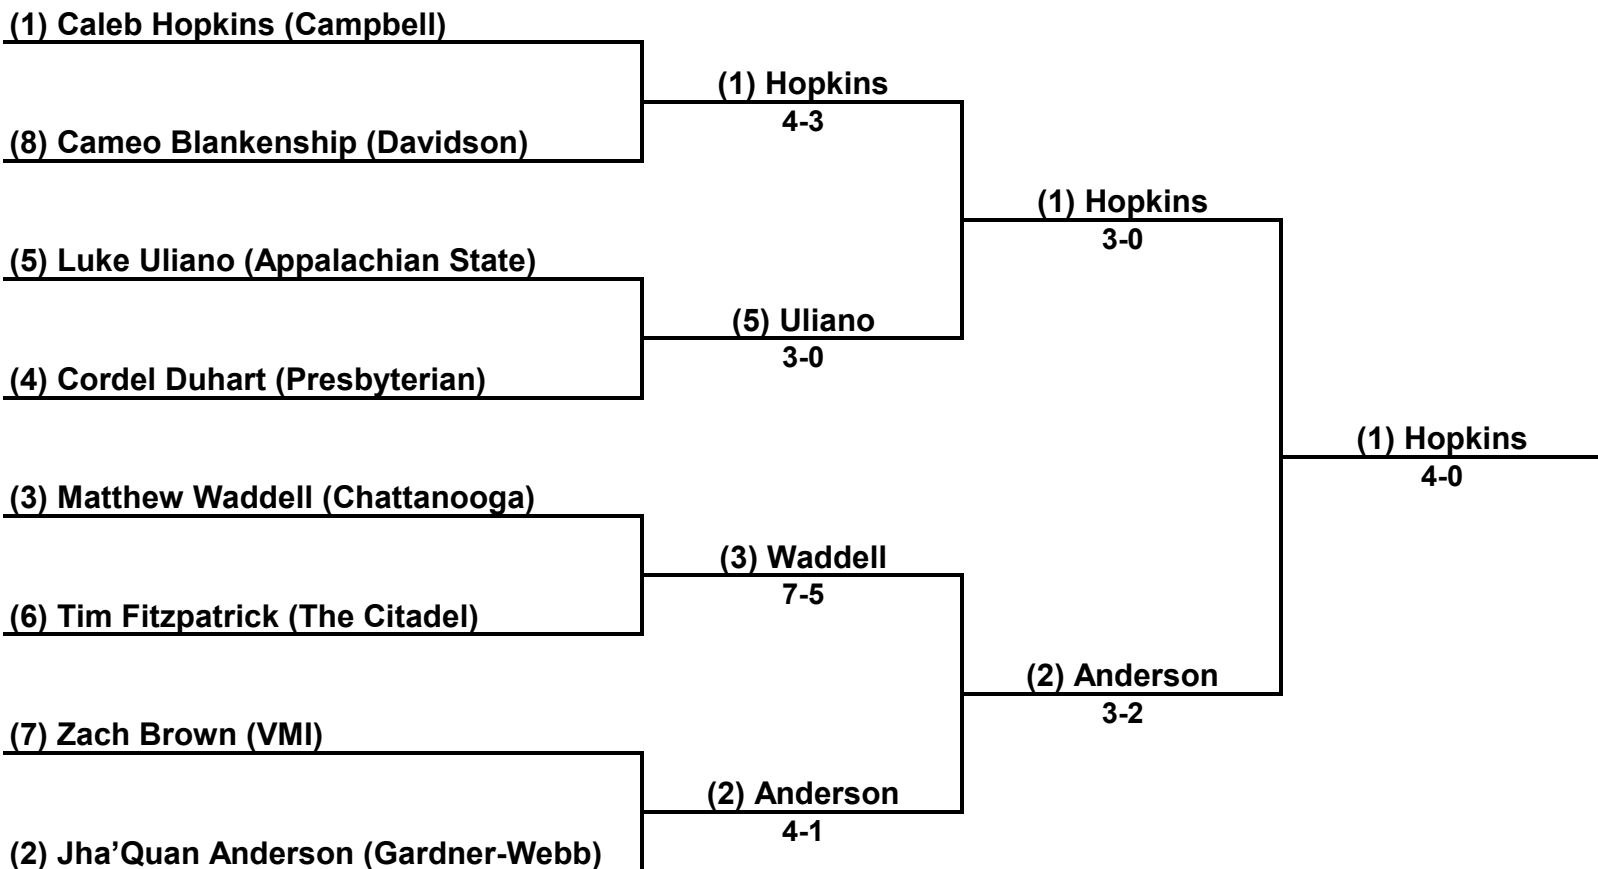 (1) Caleb Hopkins (Campbell)
(1) Hopkins
4-3
(8) Cameo Blankenship (Davidson)
(1) Hopkins
3-0
(5) Luke Uliano (Appalachian State)
(5) Uliano
3-0
(4) Cordel Duhart (Presbyterian)
(1) Hopkins
4-0
(3) Matthew Waddell (Chattanooga)
(3) Waddell
7-5
(6) Tim Fitzpatrick (The Citadel)
(2) Anderson
3-2
(7) Zach Brown (VMI)
(2) Anderson
4-1
(2) Jha’Quan Anderson (Gardner-Webb)